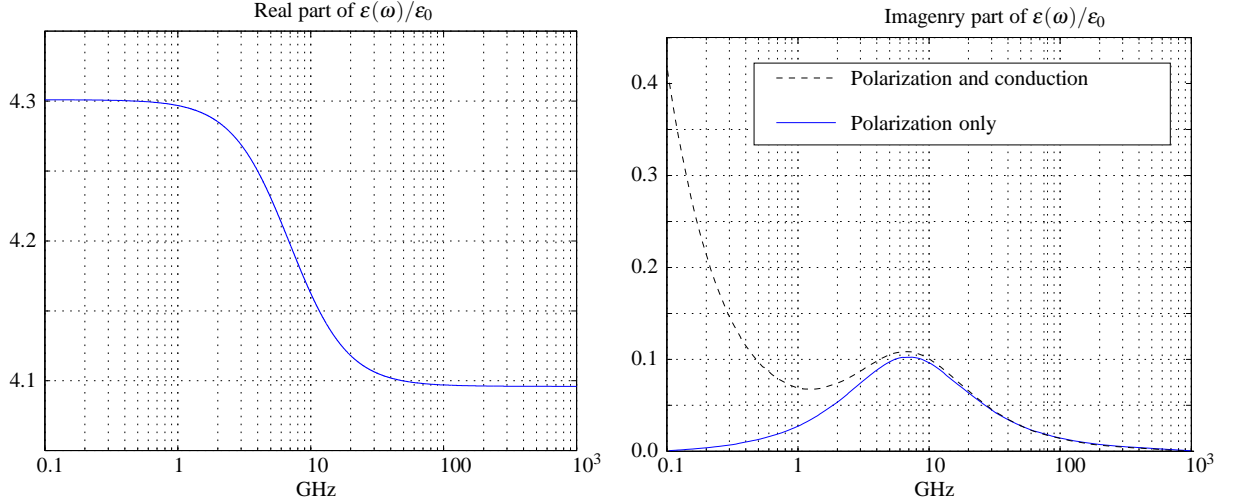 Real part of ε(ω)/ε₀
4.3
4.2
4.1
0.1 1 10 100 10³
GHz
Imagenry part of ε(ω)/ε₀
Polarization and conduction
Polarization only
0.4
0.3
0.2
0.1
0.0
0.1 1 10 100 10³
GHz